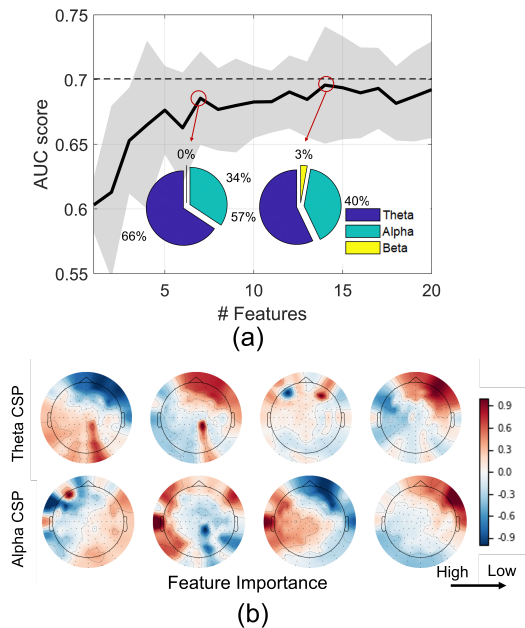 (a)
0.75
0.7
0.65
0.6
0.55
AUC score
0%
34%
66%
3%
57%
40%
Theta
Alpha
Beta
5
10
15
20
# Features
(a)
Theta CSP
Alpha CSP
0.9
0.6
0.3
0.0
-0.3
-0.6
-0.9
Feature Importance
High
Low
(b)